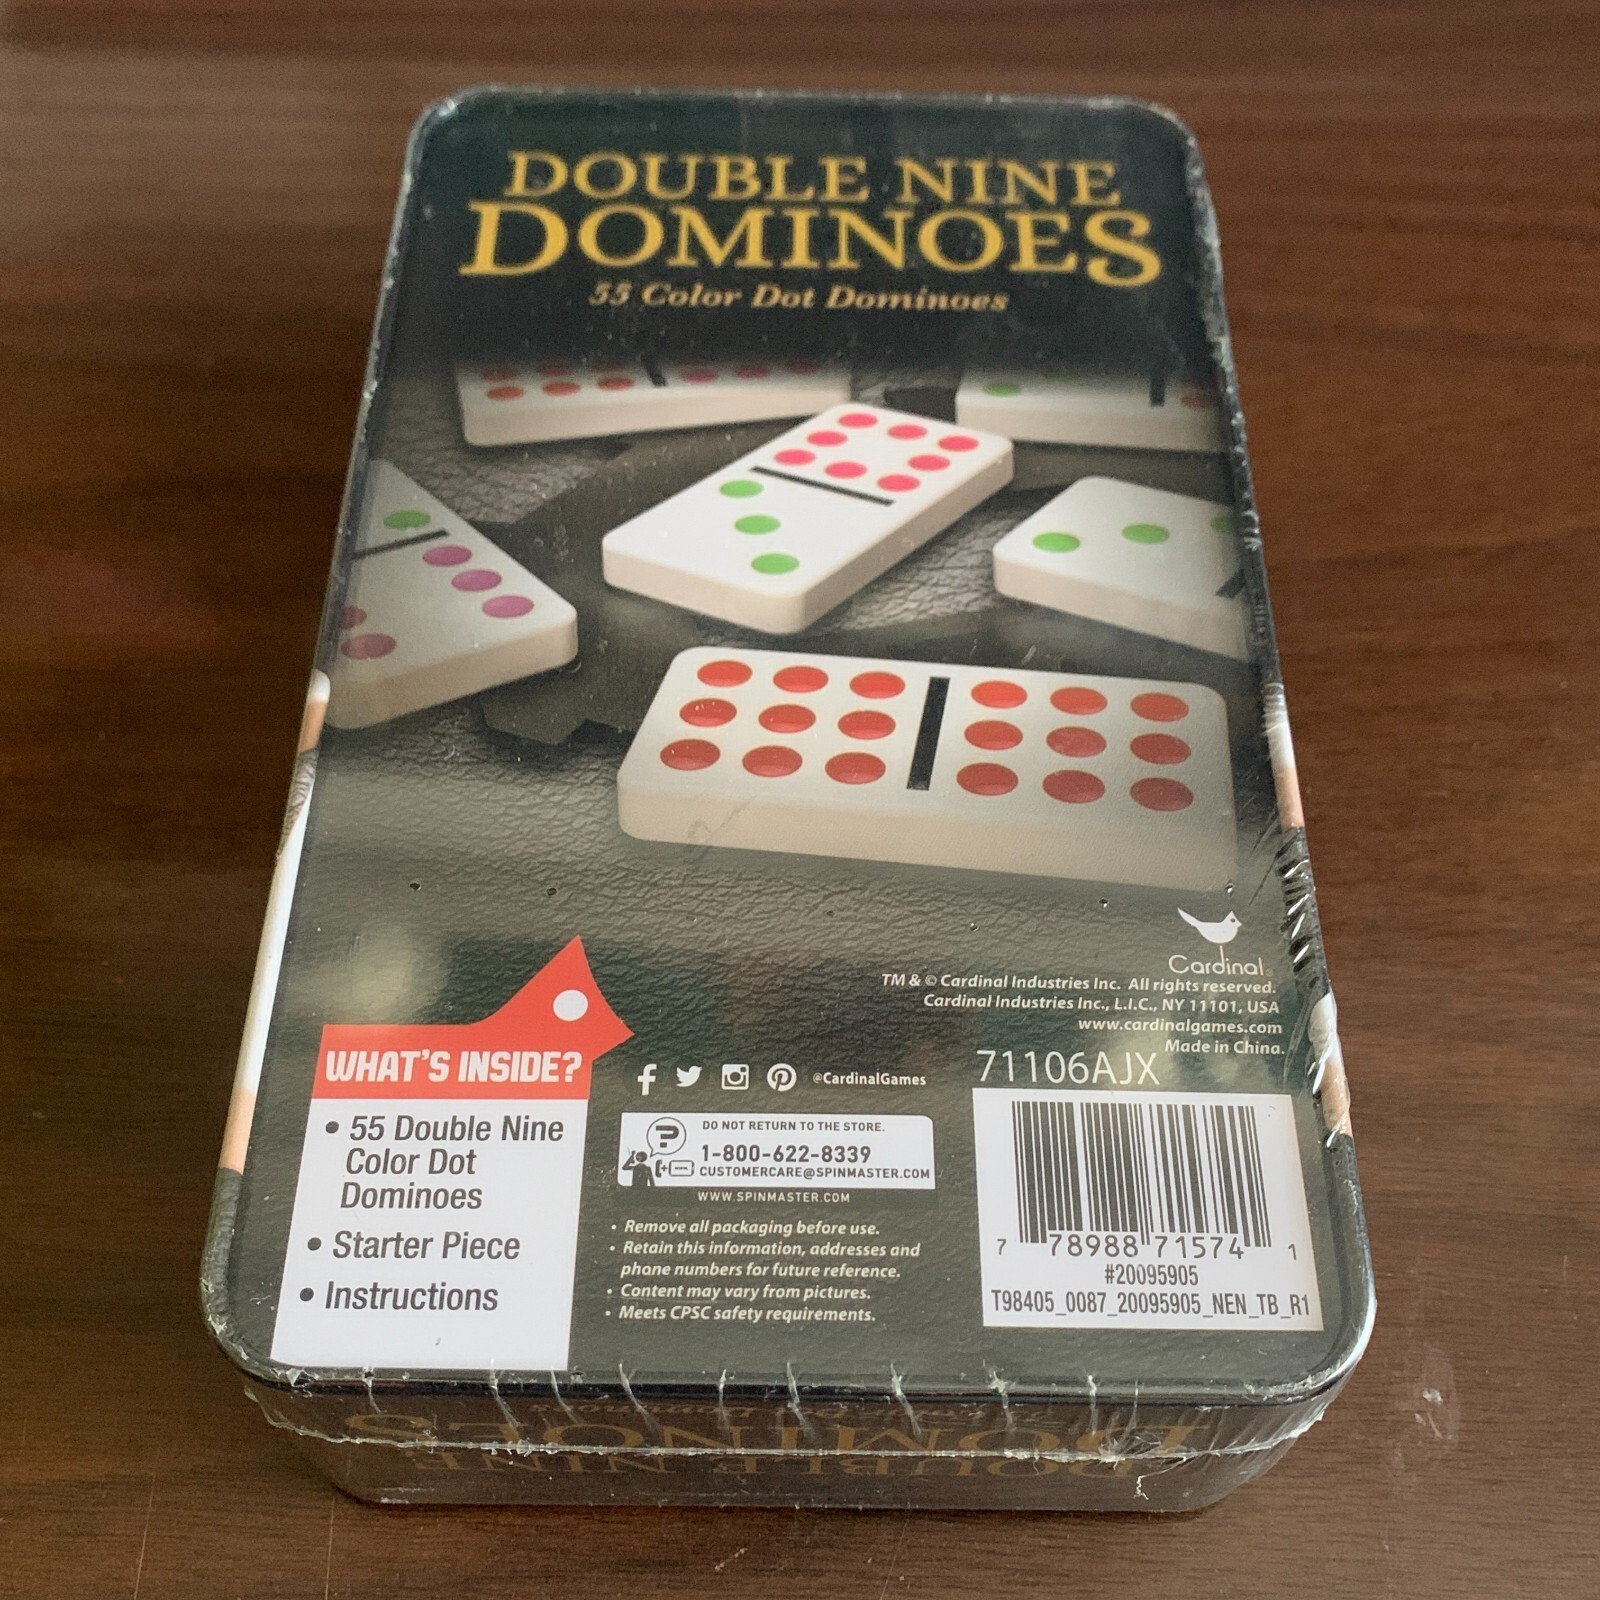 DOUBLE NINE
DOMINOES
55 Color Dot Dominoes
Cardinal
TM & © Cardinal Industries Inc. All rights reserved.
Cardinal Industries Inc., L.I.C., NY 11101, USA
www.cardinalgames.com
Made in China.
WHAT'S INSIDE?
• 55 Double Nine
Color Dot
Dominoes
• Starter Piece
• Instructions
@CardinalGames
?
DO NOT RETURN TO THE STORE.
1-800-622-8339
CUSTOMERCARE@SPINMASTER.COM
WWW.SPINMASTER.COM
• Remove all packaging before use.
• Retain this information, addresses and
phone numbers for future reference.
• Content may vary from pictures.
• Meets CPSC safety requirements.
71106AJX
7 78988 71574 1
#20095905
T98405_0087_20095905_NEN_TB_R1
55 Color Dot Dominoes
DOMINOES
DOUBLE NINE